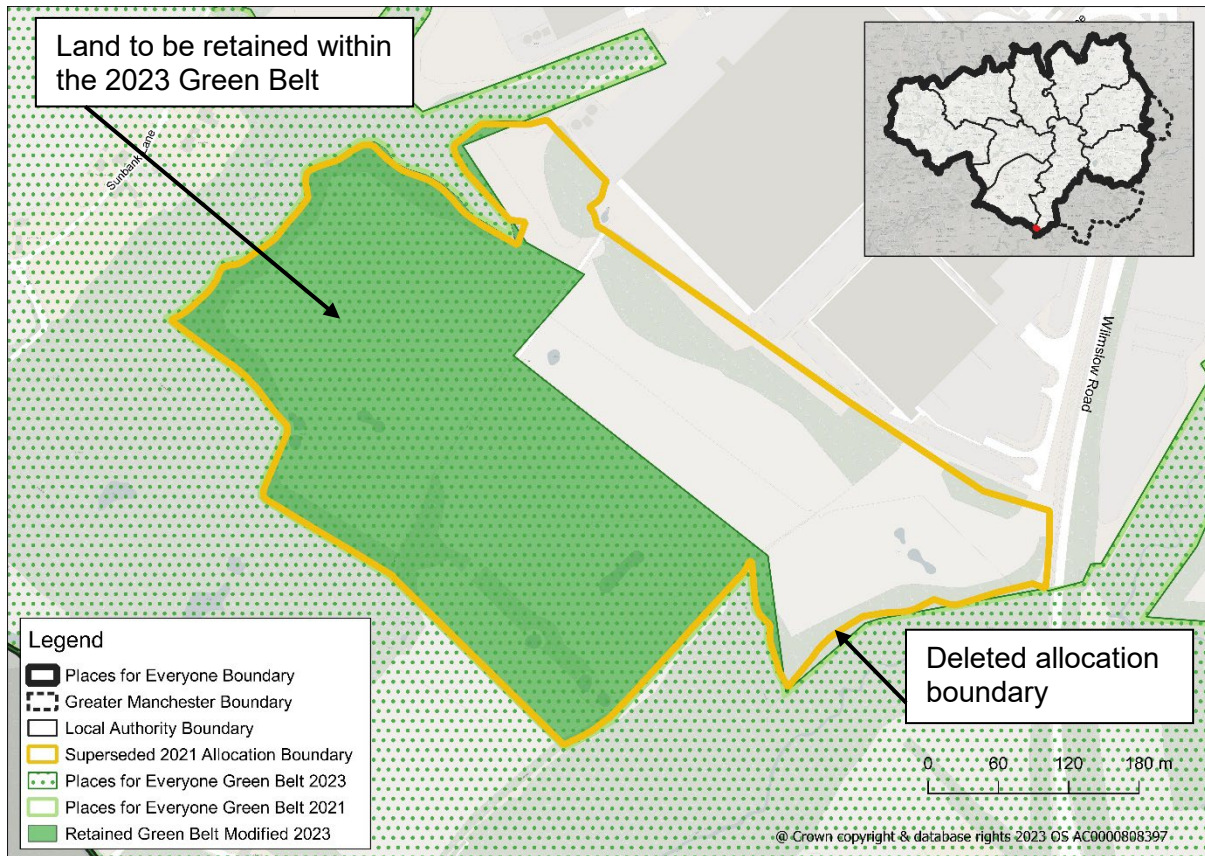 Land to be retained within
the 2023 Green Belt
Sunbank Lane
Wilmslow Road
Deleted allocation
boundary
Legend
Places for Everyone Boundary
Greater Manchester Boundary
Local Authority Boundary
Superseded 2021 Allocation Boundary
Places for Everyone Green Belt 2023
Places for Everyone Green Belt 2021
Retained Green Belt Modified 2023
0 60 120 180 m
@ Crown copyright & database rights 2023 OS AC0000808397